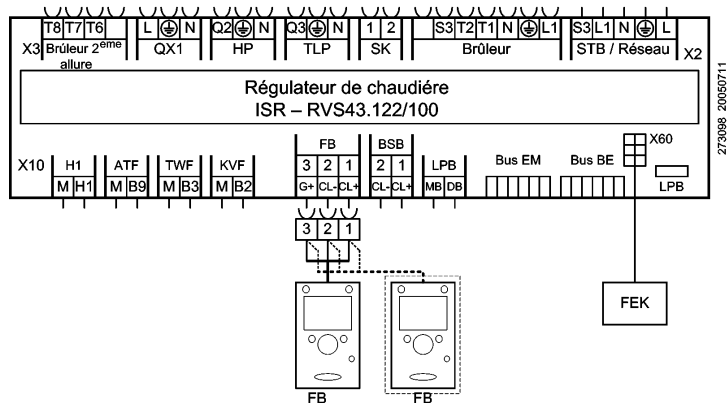 T8 T7 T6 L N Q2 N Q3 N 1 2 S3 T2 T1 N L1 S3 L1 N L
X3 Brûleur 2eme allure QX1 HP TLP SK Brûleur STB / Réseau X2
Régulateur de chaudiére
ISR – RVS43.122/100
273098 20050711
X10 H1 ATF TWF KVF FB BSB LPB Bus EM Bus BE X60
3 2 1 2 1
M H1 M B9 M B3 M B2 G+ CL- CL+ CL- CL+ MB DB LPB
3 2 1
FEK
FB FB